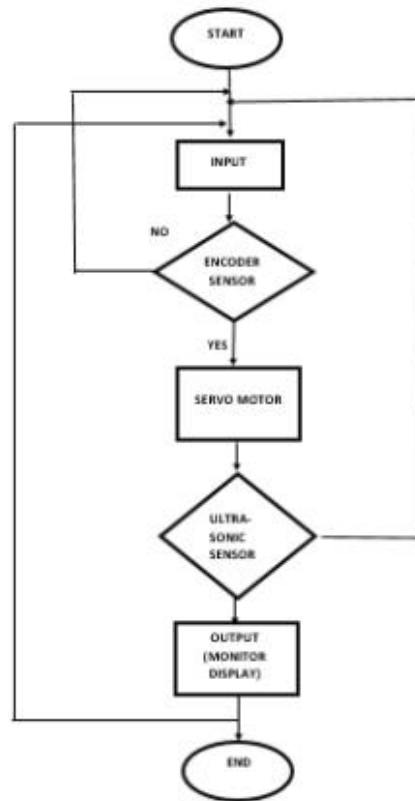 START
INPUT
NO
ENCODER
SENSOR
YES
SERVO MOTOR
ULTRA-
SONIC
SENSOR
OUTPUT
(MONITOR
DISPLAY)
END